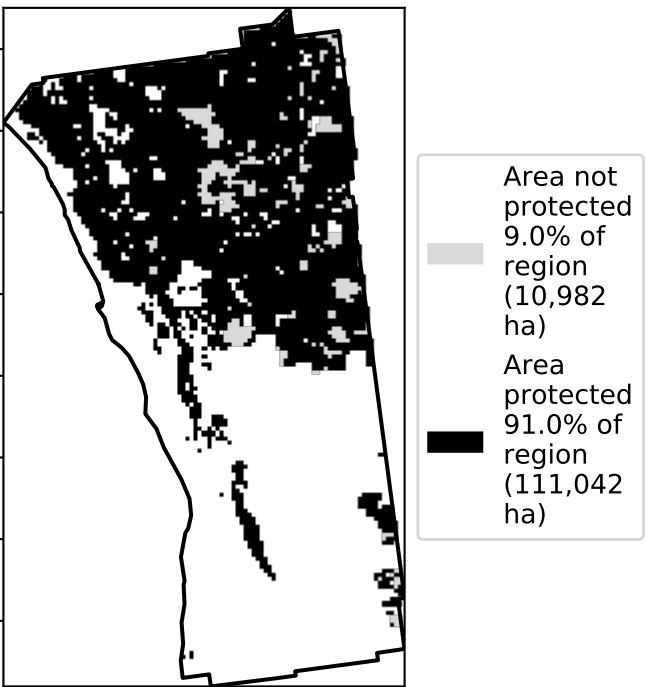 Area not
protected
9.0% of
region
(10,982
ha)
Area
protected
91.0% of
region
(111,042
ha)